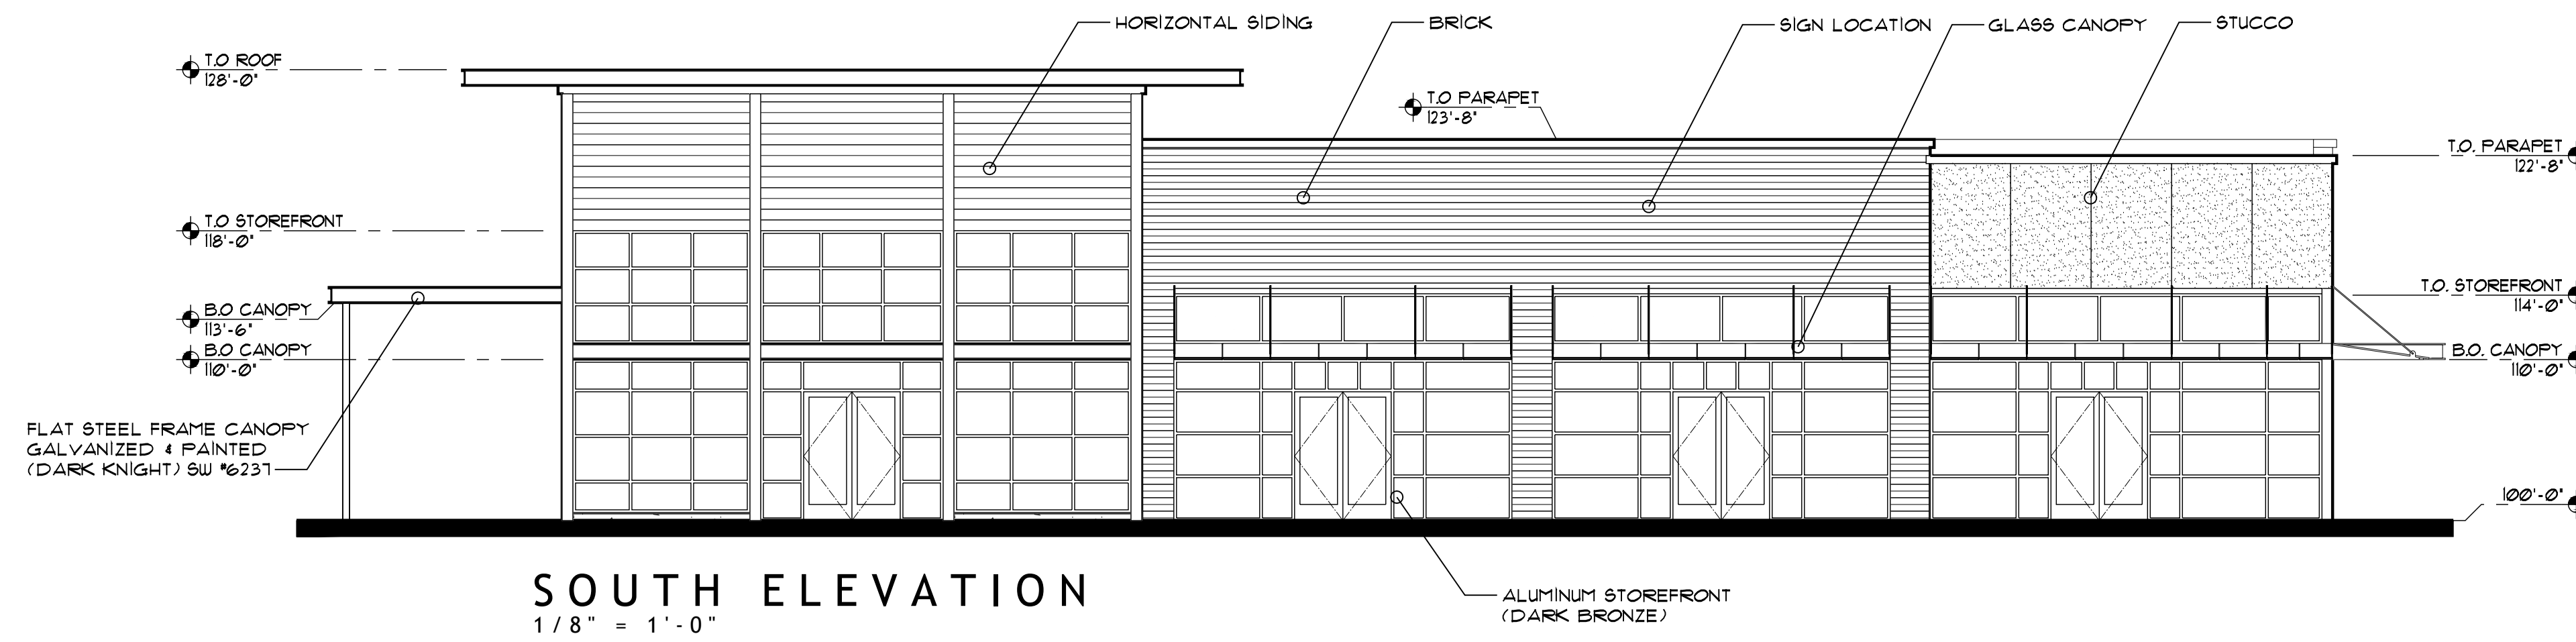 HORIZONTAL SIDING
BRICK
SIGN LOCATION
GLASS CANOPY
STUCCO
T.O ROOF
128'-0"
T.O PARAPET
123'-8"
T.O. PARAPET
122'-8"
T.O STOREFRONT
118'-0"
T.O. STOREFRONT
114'-0"
B.O CANOPY
113'-6"
B.O CANOPY
110'-0"
B.O. CANOPY
110'-0"
FLAT STEEL FRAME CANOPY
GALVANIZED & PAINTED
(DARK KNIGHT) SW #6237
100'-0"
ALUMINUM STOREFRONT
(DARK BRONZE)
SOUTH ELEVATION
1/8" = 1'-0"